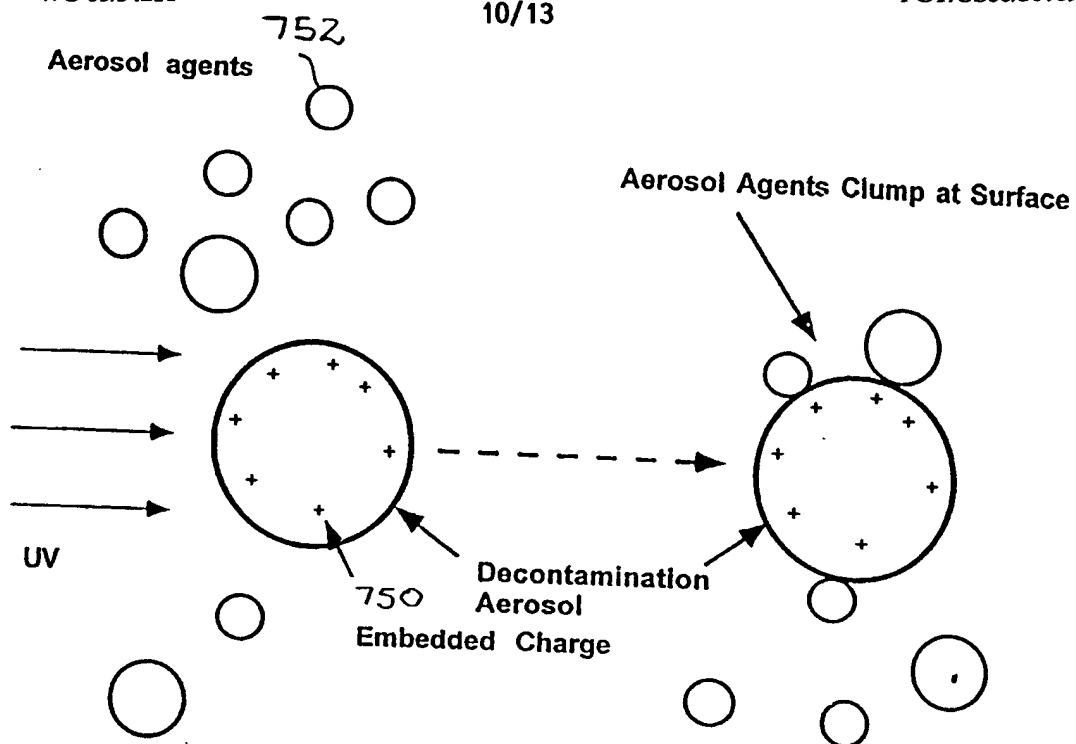 10/13
752
Aerosol agents
Aerosol Agents Clump at Surface
+ + + + + + +
+ + + + + + +
UV
Decontamination
Aerosol
750
Embedded Charge